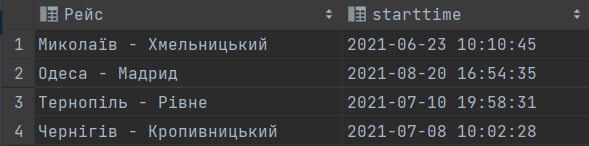 Рейс starttime
1 Миколаїв - Хмельницький 2021-06-23 10:10:45
2 Одеса - Мадрид 2021-08-20 16:54:35
3 Тернопіль - Рівне 2021-07-10 19:58:31
4 Чернігів - Кропивницький 2021-07-08 10:02:28